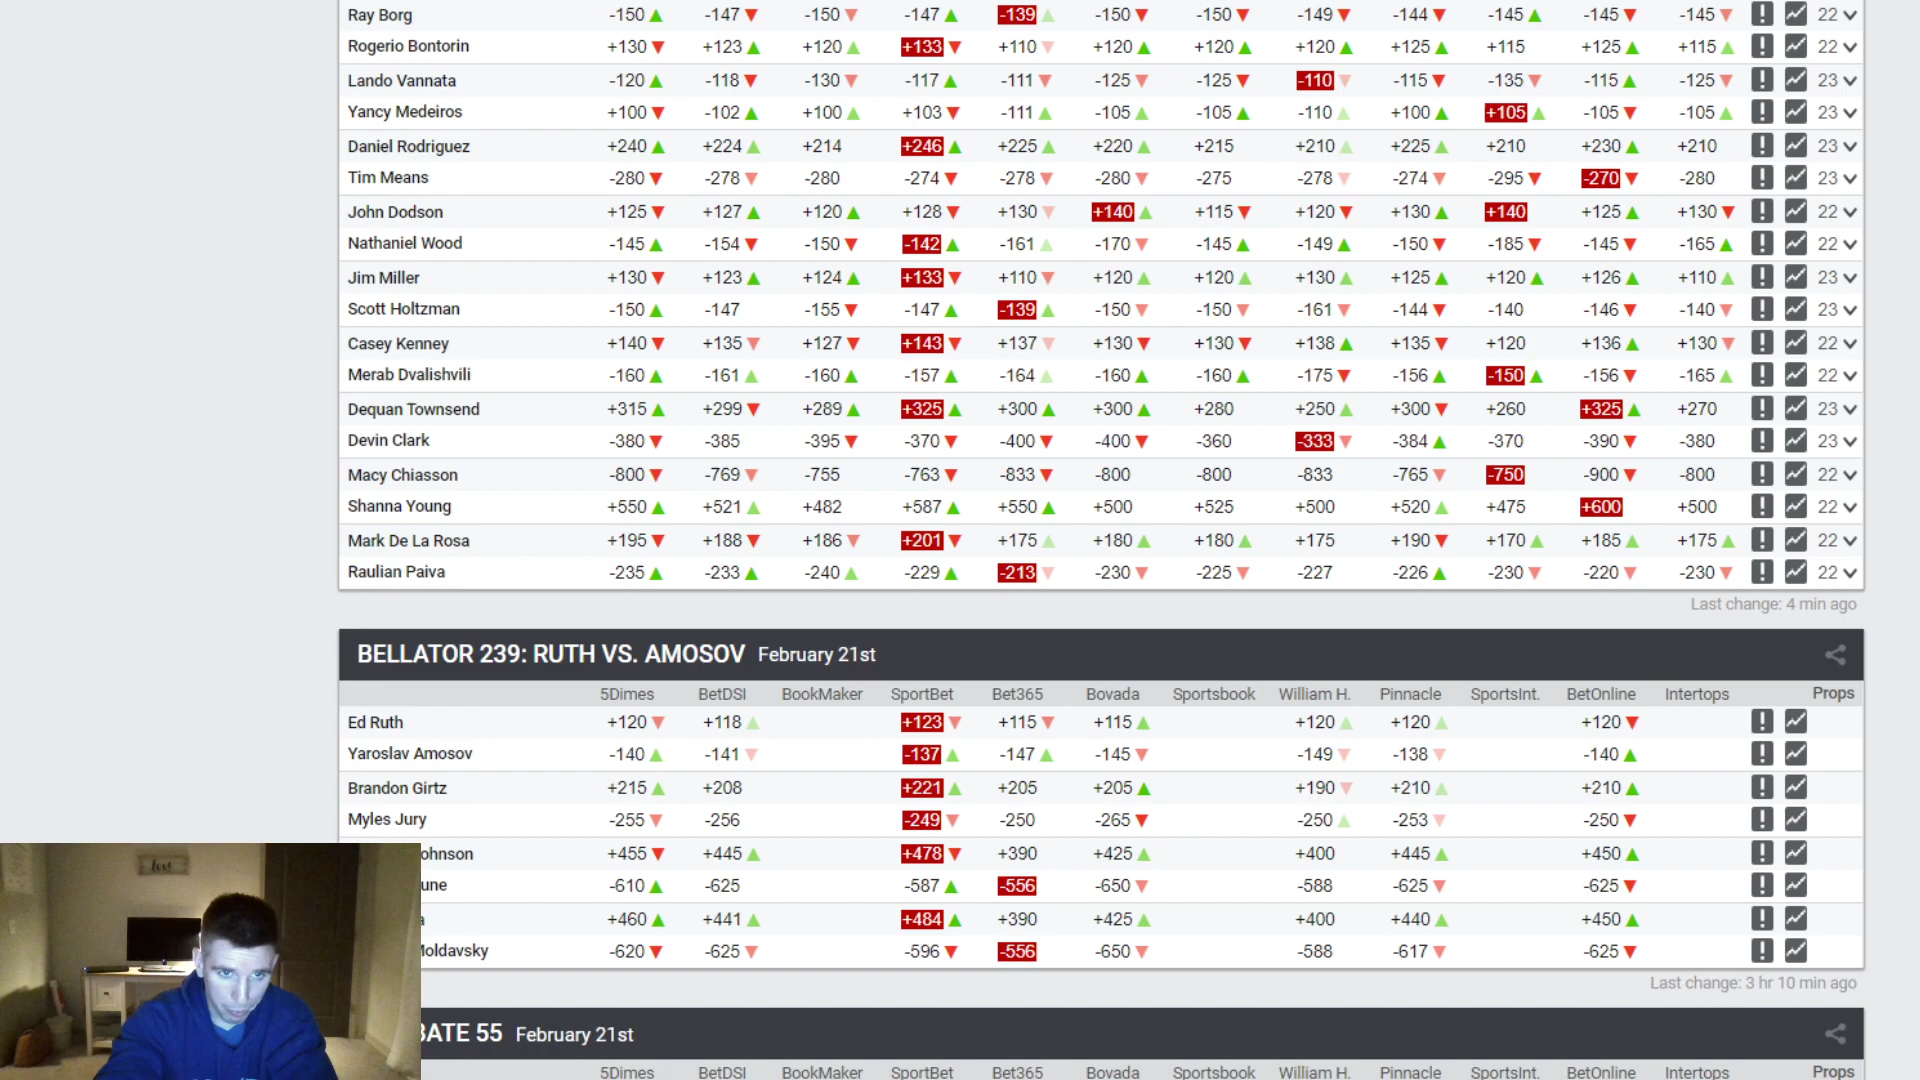 Ray Borg -150 -147 -150 -147 -139 -150 -150 -149 -144 -145 -145 -145 22
Rogerio Bontorin +130 +123 +120 +133 +110 +120 +120 +120 +125 +115 +125 +115 22
Lando Vannata -120 -118 -130 -117 -111 -125 -125 -110 -115 -135 -115 -125 23
Yancy Medeiros +100 -102 +100 +103 -111 -105 -105 -110 +100 +105 -105 -105 23
Daniel Rodriguez +240 +224 +214 +246 +225 +220 +215 +210 +225 +210 +230 +210 23
Tim Means -280 -278 -280 -274 -278 -280 -275 -278 -274 -295 -270 -280 23
John Dodson +125 +127 +120 +128 +130 +140 +115 +120 +130 +140 +125 +130 22
Nathaniel Wood -145 -154 -150 -142 -161 -170 -145 -149 -150 -185 -145 -165 22
Jim Miller +130 +123 +124 +133 +110 +120 +120 +130 +125 +120 +126 +110 23
Scott Holtzman -150 -147 -155 -147 -139 -150 -150 -161 -144 -140 -146 -140 23
Casey Kenney +140 +135 +127 +143 +137 +130 +130 +138 +135 +120 +136 +130 22
Merab Dvalishvili -160 -161 -160 -157 -164 -160 -160 -175 -156 -150 -156 -165 22
Dequan Townsend +315 +299 +289 +325 +300 +300 +280 +250 +300 +260 +325 +270 23
Devin Clark -380 -385 -395 -370 -400 -400 -360 -333 -384 -370 -390 -380 23
Macy Chiasson -800 -769 -755 -763 -833 -800 -800 -833 -765 -750 -900 -800 22
Shanna Young +550 +521 +482 +587 +550 +500 +525 +500 +520 +475 +600 +500 22
Mark De La Rosa +195 +188 +186 +201 +175 +180 +180 +175 +190 +170 +185 +175 22
Raulian Paiva -235 -233 -240 -229 -213 -230 -225 -227 -226 -230 -220 -230 22
Last change: 4 min ago
BELLATOR 239: RUTH VS. AMOSOV February 21st
5Dimes BetDSI BookMaker SportBet Bet365 Bovada Sportsbook William H. Pinnacle SportsInt. BetOnline Intertops Props
Ed Ruth +120 +118 +123 +115 +115 +120 +120 +120
Yaroslav Amosov -140 -141 -137 -147 -145 -149 -138 -140
Brandon Girtz +215 +208 +221 +205 +205 +190 +210 +210
Myles Jury -255 -256 -249 -250 -265 -250 -253 -250
ohnson +455 +445 +478 +390 +425 +400 +445 +450
une -610 -625 -587 -556 -650 -588 -625 -625
a +460 +441 +484 +390 +425 +400 +440 +450
Moldavsky -620 -625 -596 -556 -650 -588 -617 -625
Last change: 3 hr 10 min ago
BATE 55 February 21st
5Dimes BetDSI BookMaker SportBet Bet365 Bovada Sportsbook William H. Pinnacle SportsInt. BetOnline Intertops Props
love